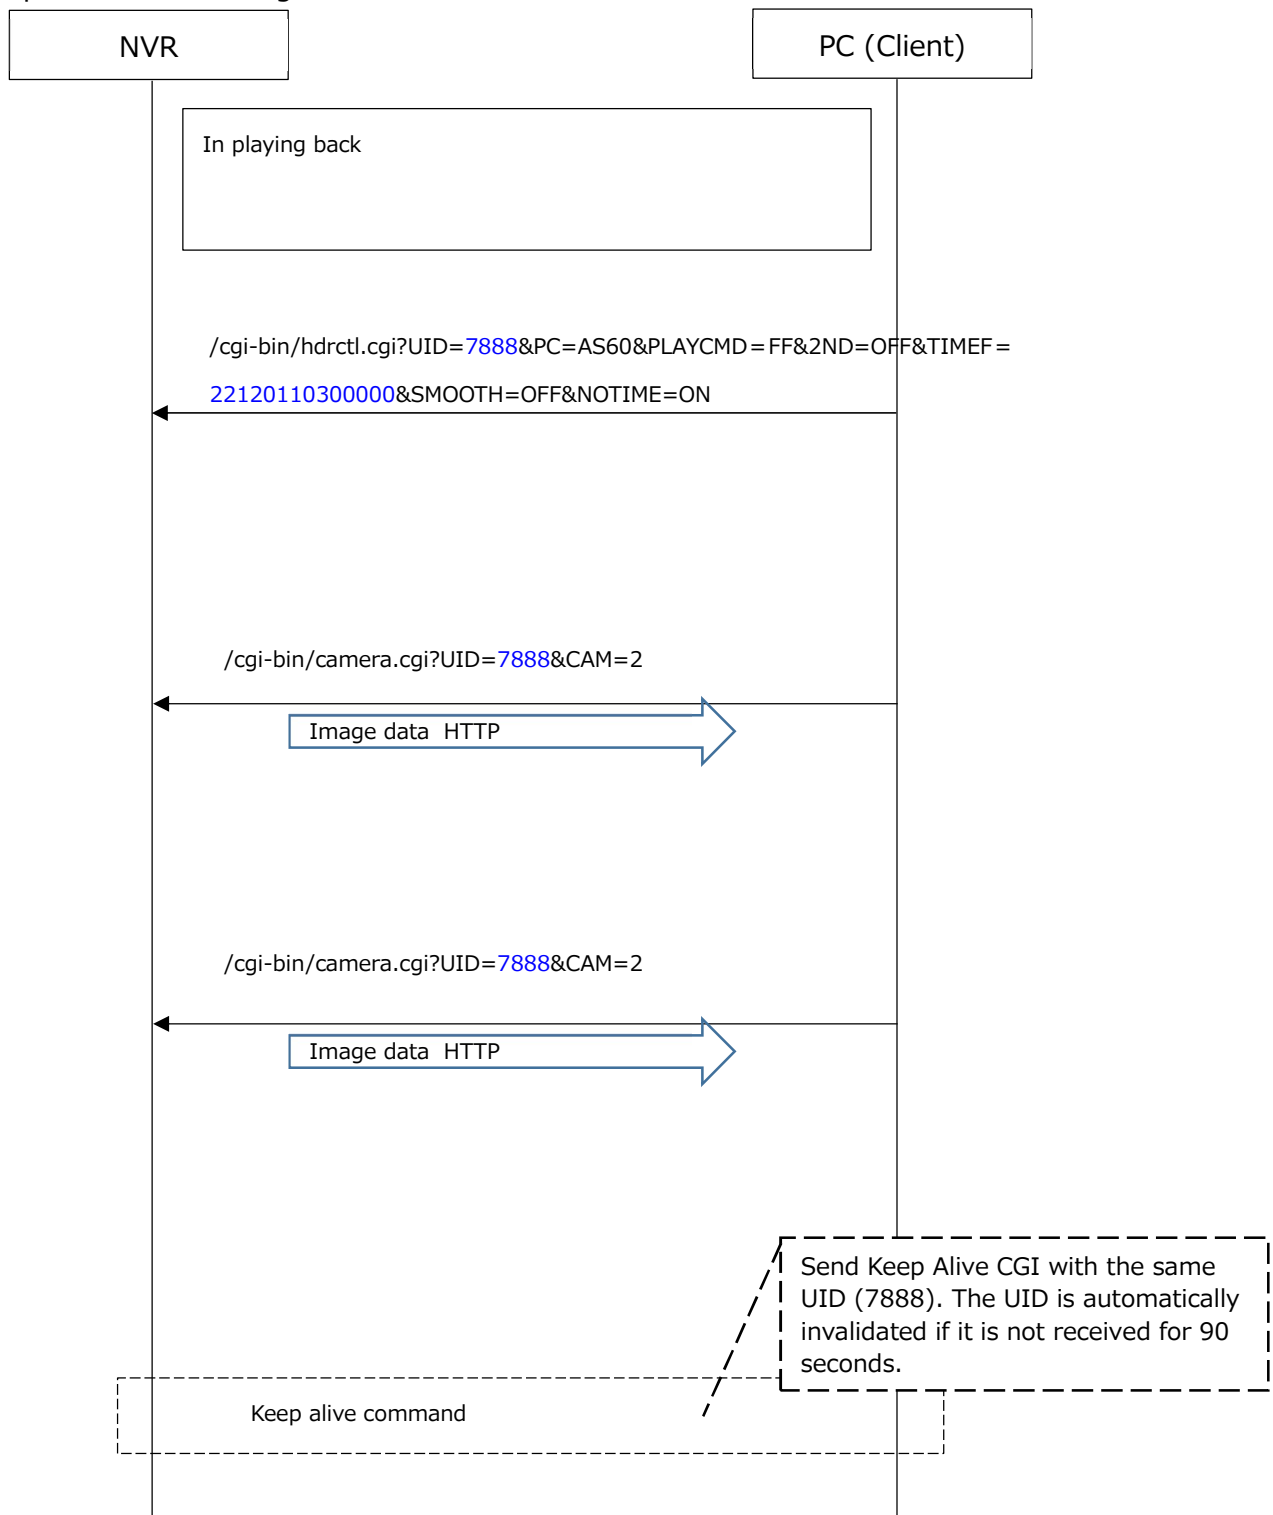 NVR
PC (Client)
In playing back
/cgi-bin/hdrctl.cgi?UID=7888&PC=AS60&PLAYCMD=FF&2ND=OFF&TIMEF=
22120110300000&SMOOTH=OFF&NOTIME=ON
/cgi-bin/camera.cgi?UID=7888&CAM=2
Image data  HTTP
/cgi-bin/camera.cgi?UID=7888&CAM=2
Image data  HTTP
Send Keep Alive CGI with the same
UID (7888). The UID is automatically
invalidated if it is not received for 90
seconds.
Keep alive command